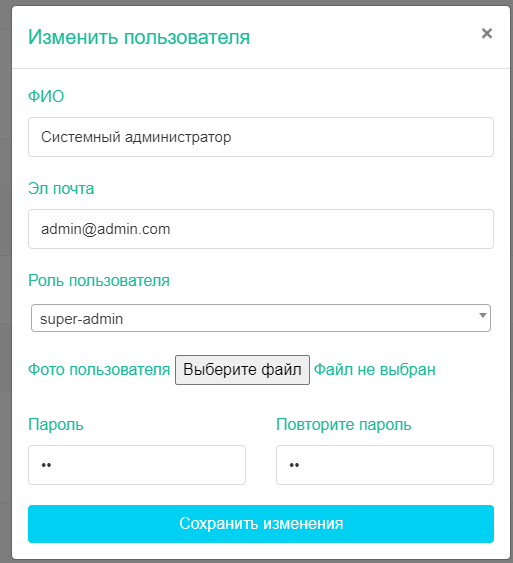 Изменить пользователя ×
ФИО
Системный администратор
Эл почта
admin@admin.com
Роль пользователя
super-admin
Фото пользователя Выберите файл Файл не выбран
Пароль Повторите пароль
•• ••
Сохранить изменения